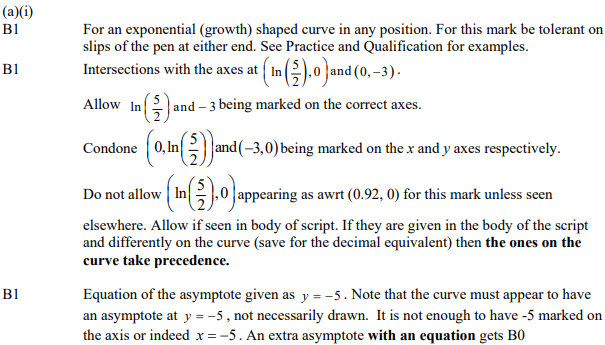 (a)(i)
B1 For an exponential (growth) shaped curve in any position. For this mark be tolerant on
slips of the pen at either end. See Practice and Qualification for examples.
B1 Intersections with the axes at (ln(5/2),0) and (0,−3).
Allow ln(5/2) and – 3 being marked on the correct axes.
Condone (0,ln(5/2)) and (−3,0) being marked on the x and y axes respectively.
Do not allow (ln(5/2),0) appearing as awrt (0.92, 0) for this mark unless seen
elsewhere. Allow if seen in body of script. If they are given in the body of the script
and differently on the curve (save for the decimal equivalent) then the ones on the
curve take precedence.
B1 Equation of the asymptote given as y = −5. Note that the curve must appear to have
an asymptote at y = −5, not necessarily drawn. It is not enough to have -5 marked on
the axis or indeed x = −5. An extra asymptote with an equation gets B0